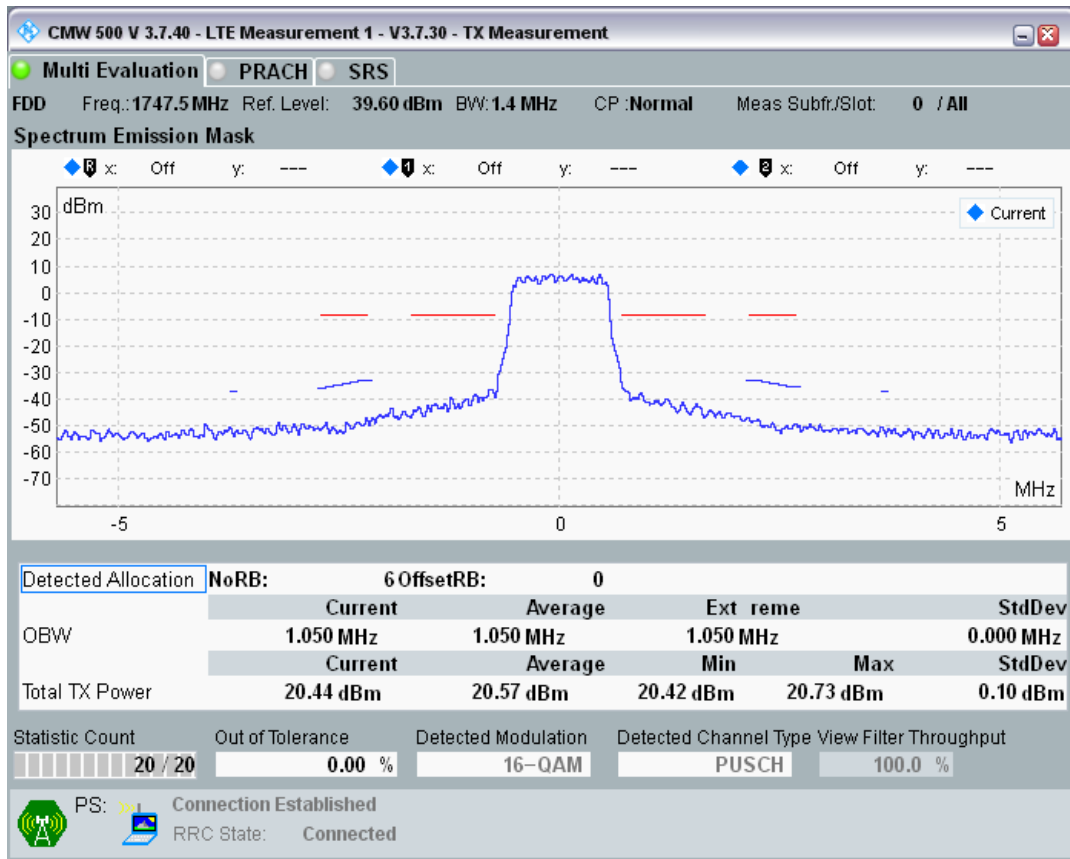 CMW 500 V 3.7.40 - LTE Measurement 1 - V3.7.30 - TX Measurement
Multi Evaluation PRACH SRS
FDD Freq.: 1747.5 MHz Ref. Level: 39.60 dBm BW: 1.4 MHz CP :Normal Meas Subfr./Slot: 0 / All
Spectrum Emission Mask
R x: Off y: --- 1 x: Off y: --- 2 x: Off y: ---
dBm
Current
30
20
10
0
-10
-20
-30
-40
-50
-60
-70
MHz
-5 0 5
Detected Allocation NoRB: 6 OffsetRB: 0
Current Average Ext reme StdDev
OBW 1.050 MHz 1.050 MHz 1.050 MHz 0.000 MHz
Current Average Min Max StdDev
Total TX Power 20.44 dBm 20.57 dBm 20.42 dBm 20.73 dBm 0.10 dBm
Statistic Count Out of Tolerance Detected Modulation Detected Channel Type View Filter Throughput
20 / 20 0.00 % 16-QAM PUSCH 100.0 %
PS: Connection Established
RRC State: Connected